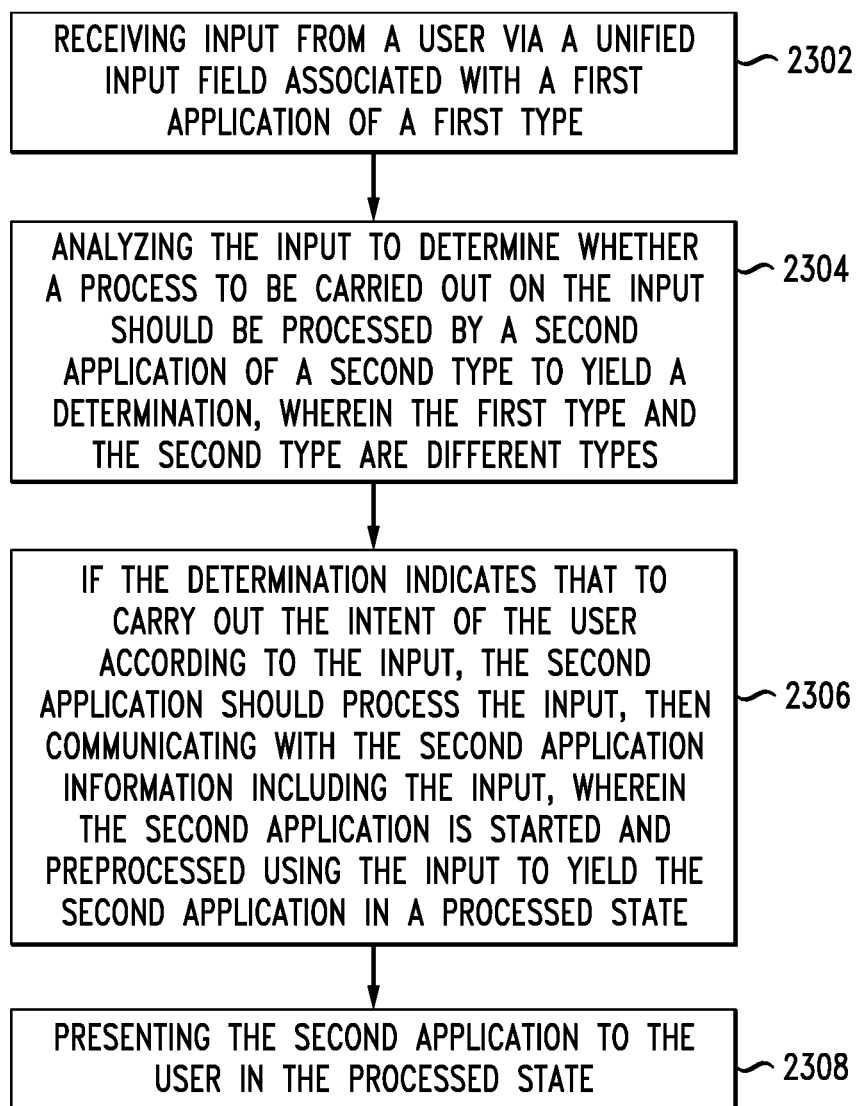 RECEIVING INPUT FROM A USER VIA A UNIFIED
INPUT FIELD ASSOCIATED WITH A FIRST
APPLICATION OF A FIRST TYPE
2302
ANALYZING THE INPUT TO DETERMINE WHETHER
A PROCESS TO BE CARRIED OUT ON THE INPUT
SHOULD BE PROCESSED BY A SECOND
APPLICATION OF A SECOND TYPE TO YIELD A
DETERMINATION, WHEREIN THE FIRST TYPE AND
THE SECOND TYPE ARE DIFFERENT TYPES
2304
IF THE DETERMINATION INDICATES THAT TO
CARRY OUT THE INTENT OF THE USER
ACCORDING TO THE INPUT, THE SECOND
APPLICATION SHOULD PROCESS THE INPUT, THEN
COMMUNICATING WITH THE SECOND APPLICATION
INFORMATION INCLUDING THE INPUT, WHEREIN
THE SECOND APPLICATION IS STARTED AND
PREPROCESSED USING THE INPUT TO YIELD THE
SECOND APPLICATION IN A PROCESSED STATE
2306
PRESENTING THE SECOND APPLICATION TO THE
USER IN THE PROCESSED STATE
2308